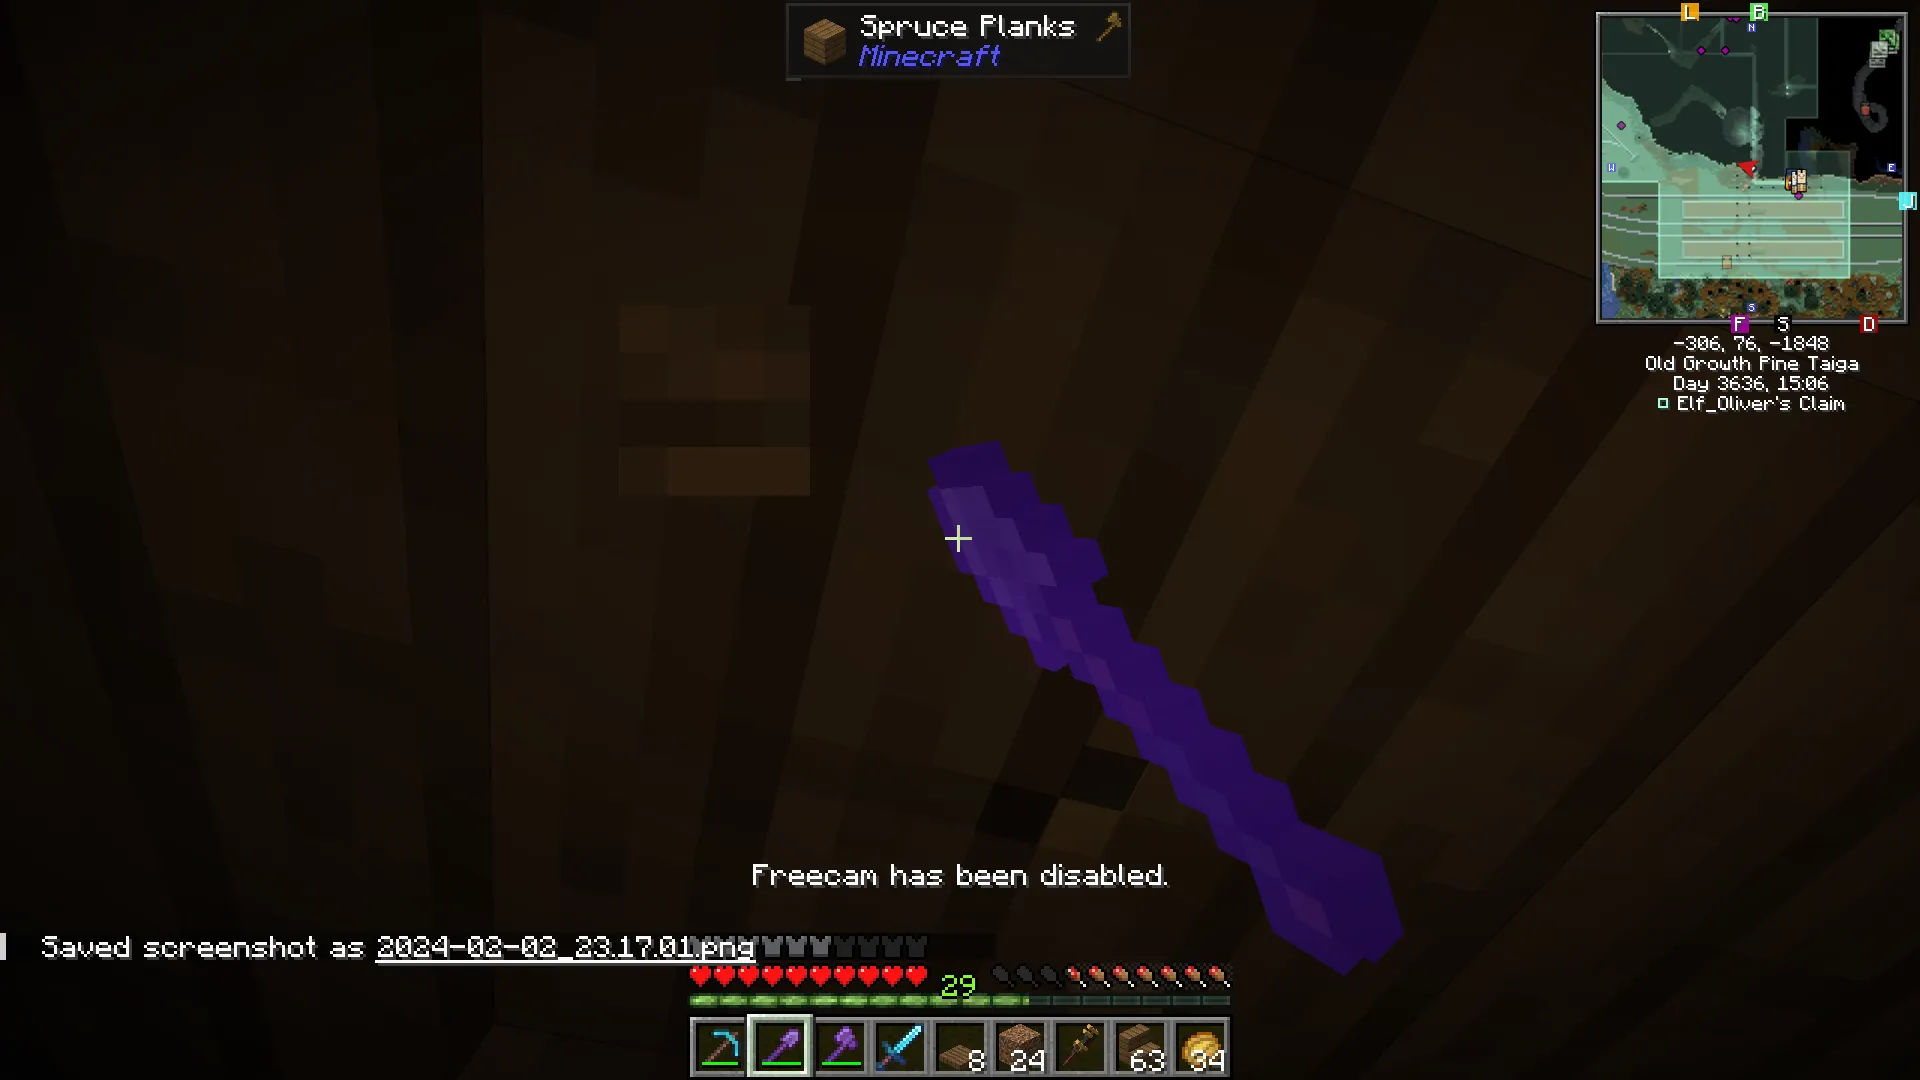 Spruce Planks
Minecraft
L B
N
W E
J
S
F S D
-306, 76, -1848
Old Growth Pine Taiga
Day 3636, 15:06
Elf_Oliver's Claim
Freecam has been disabled.
Saved screenshot as 2024-02-02_23.17.01.png
29
8 24 63 34